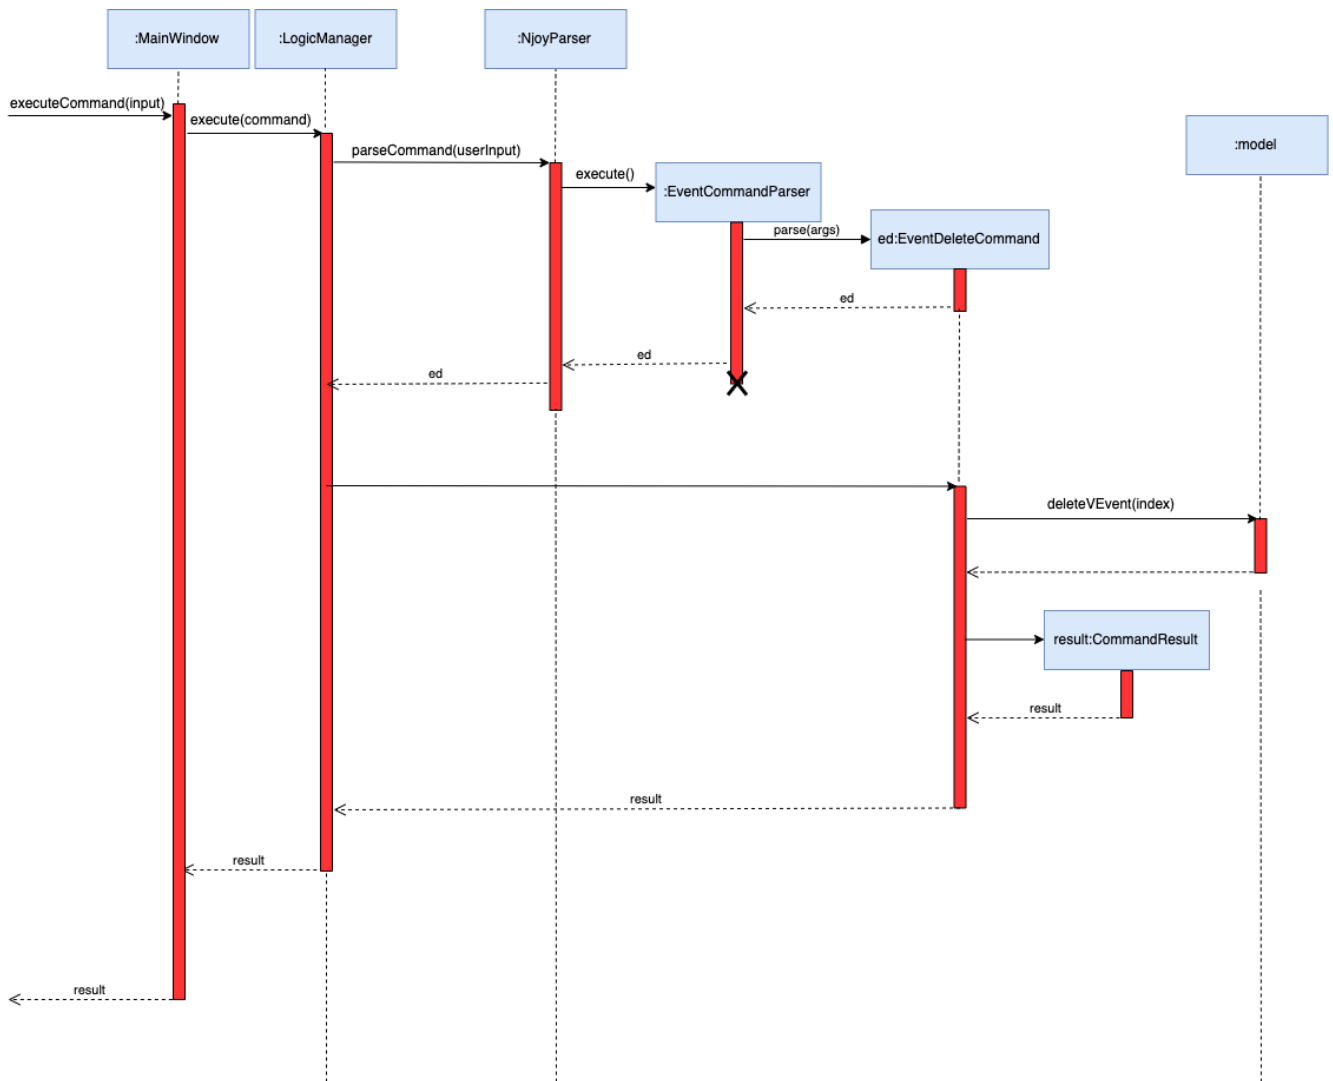 :MainWindow
:LogicManager
:NjoyParser
executeCommand(input)
execute(command)
:model
parseCommand(userInput)
execute()
:EventCommandParser
parse(args)
ed:EventDeleteCommand
ed
ed
ed
deleteVEvent(index)
result:CommandResult
result
result
result
result